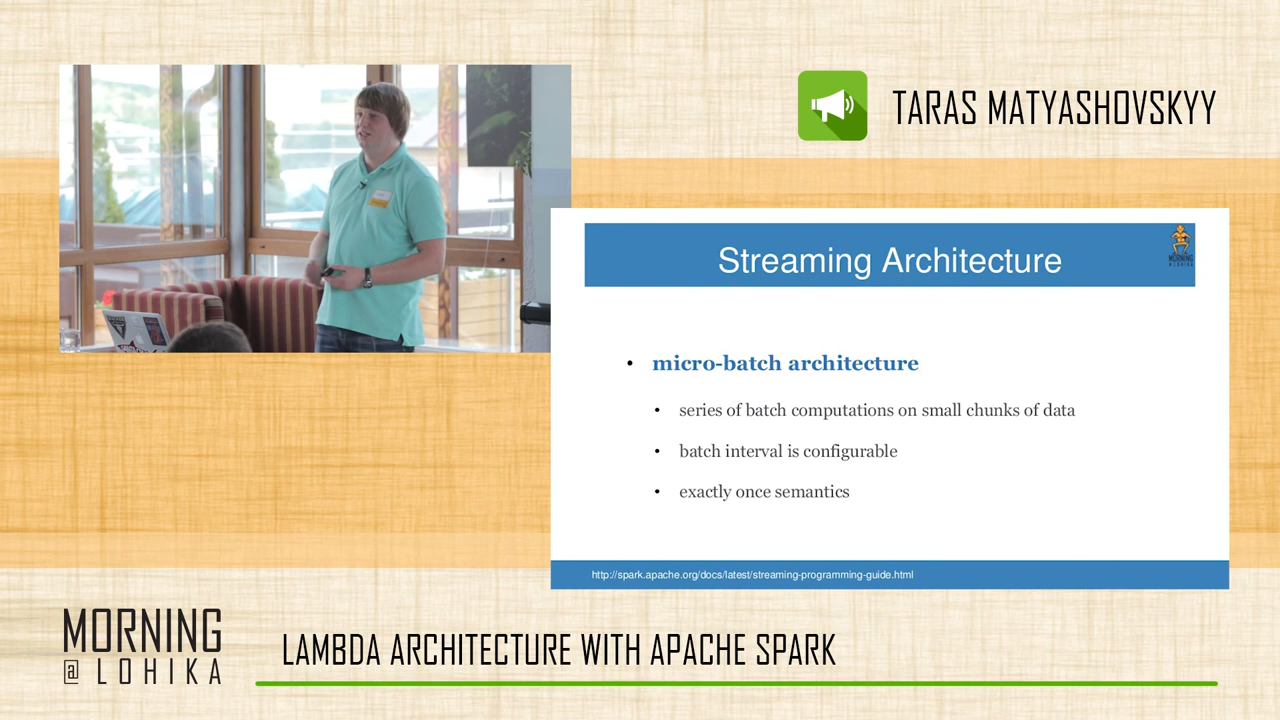 TARAS MATYASHOVSKYY
Streaming Architecture
MORNING
@ LOHIKA
• micro-batch architecture
• series of batch computations on small chunks of data
• batch interval is configurable
• exactly once semantics
http://spark.apache.org/docs/latest/streaming-programming-guide.html
MORNING
@ LOHIKA
LAMBDA ARCHITECTURE WITH APACHE SPARK